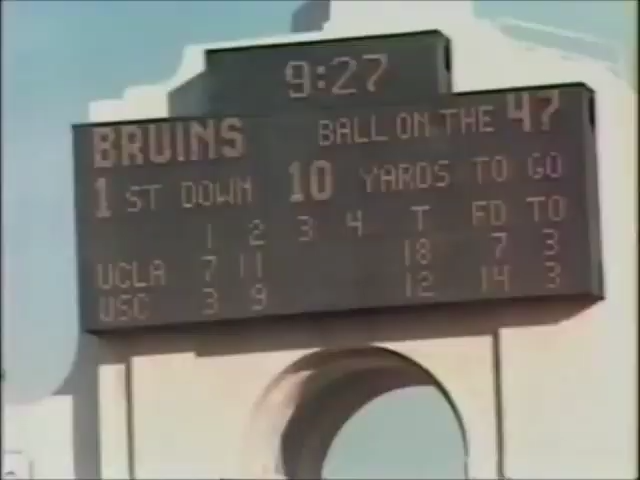 9:27
BRUINS BALL ON THE 47
1 ST DOWN 10 YARDS TO GO
1 2 3 4 T FD TO
UCLA 7 11 18 7 3
USC 3 9 12 14 3